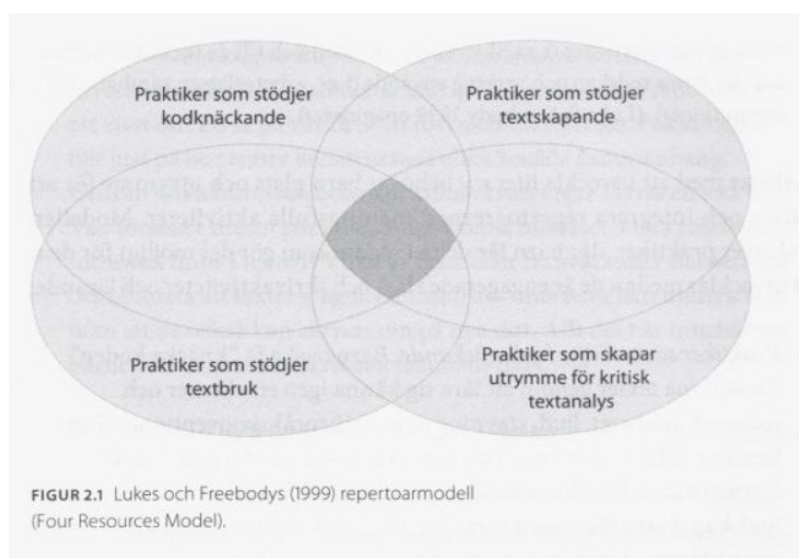 Praktiker som stödjer
kodknäckande
Praktiker som stödjer
textskapande
Praktiker som stödjer
textbruk
Praktiker som skapar
utrymme för kritisk
textanalys
FIGUR 2.1 Lukes och Freebodys (1999) repertoarmodell
(Four Resources Model).